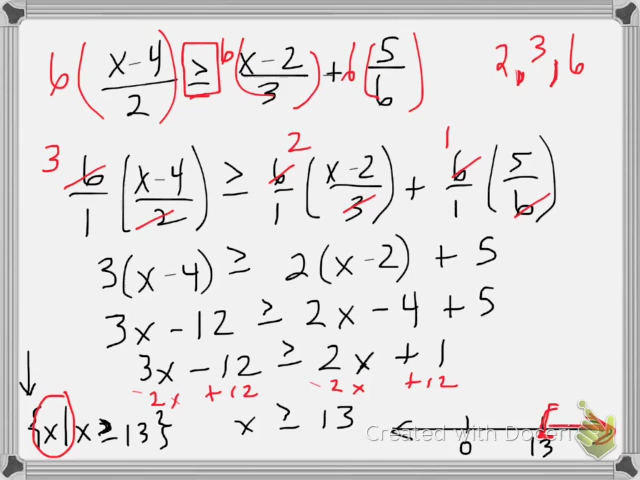 6(x-4/2) ≥ 6(x-2/3) + 6(5/6) 2, 3, 6
3 2 1
6/1 (x-4/2) ≥ 6/1 (x-2/3) + 6/1 (5/6)
3(x-4) ≥ 2(x-2) + 5
3x - 12 ≥ 2x - 4 + 5
3x - 12 ≥ 2x + 1
-2x +12 -2x +12
{x|x ≥ 13} x ≥ 13
Created with Doceri
0 13